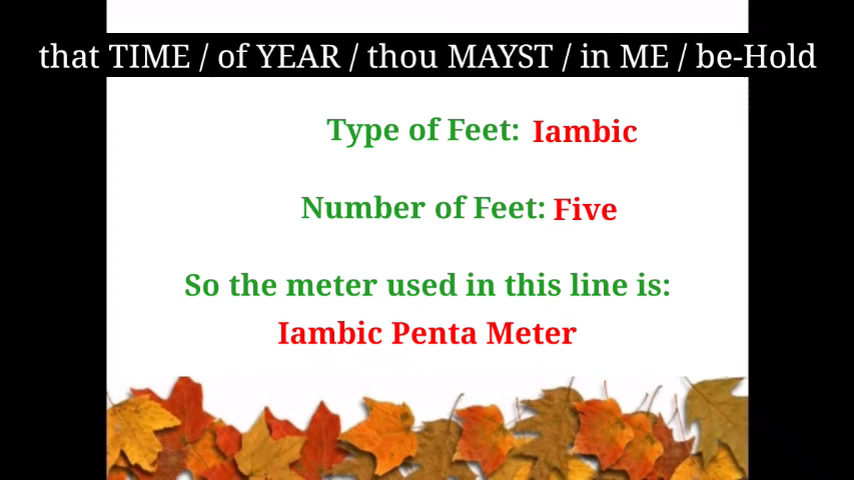 that TIME / of YEAR / thou MAYST / in ME / be-Hold
Type of Feet: Iambic
Number of Feet: Five
So the meter used in this line is:
Iambic Penta Meter